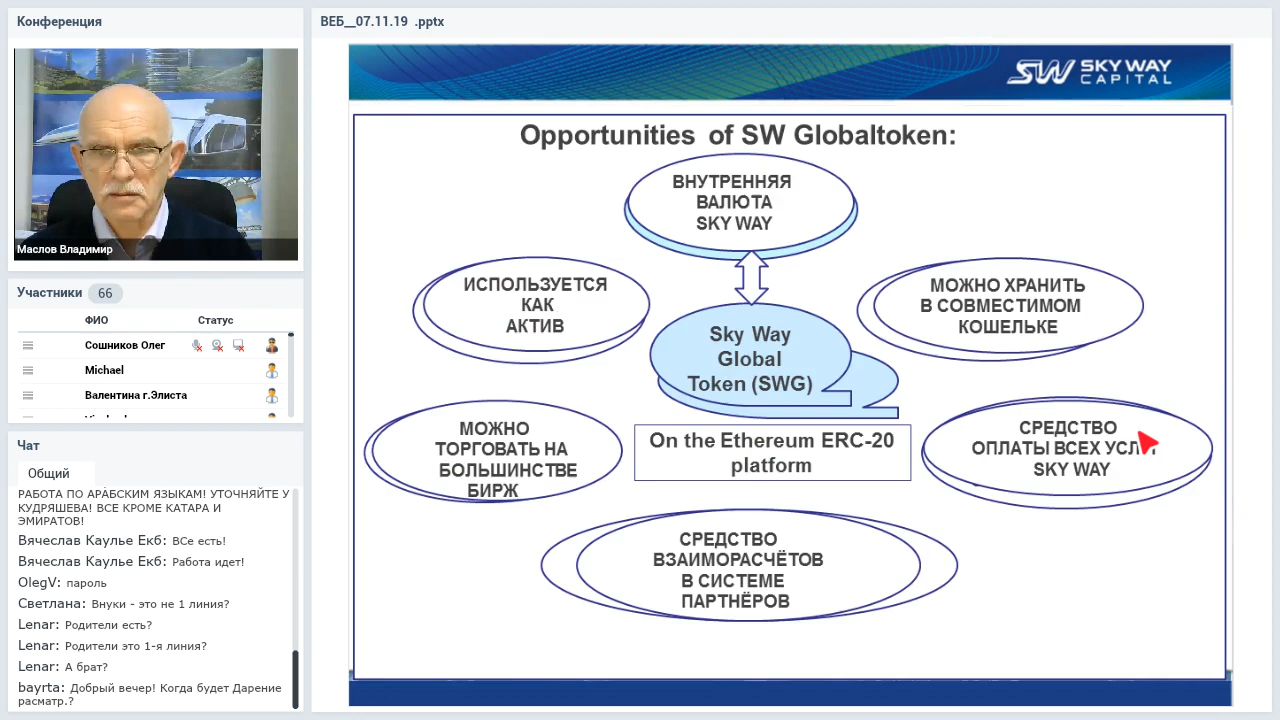 Конференция
Маслов Владимир
Участники 66
ФИО Статус
Сошников Олег
Michael
Валентина г.Элиста
Чат
Общий
РАБОТА ПО АРАБСКИМ ЯЗЫКАМ! УТОЧНЯЙТЕ У
КУДРЯШЕВА! ВСЕ КРОМЕ КАТАРА И
ЭМИРАТОВ!
Вячеслав Каулье Екб: ВСе есть!
Вячеслав Каулье Екб: Работа идет!
OlegV: пароль
Светлана: Внуки - это не 1 линия?
Lenar: Родители есть?
Lenar: Родители это 1-я линия?
Lenar: А брат?
bayrta: Добрый вечер! Когда будет Дарение
расматр.?
ВЕБ__07.11.19 .pptx
SW SKY WAY
CAPITAL
Opportunities of SW Globaltoken:
ВНУТРЕННЯЯ
ВАЛЮТА
SKY WAY
ИСПОЛЬЗУЕТСЯ
КАК
АКТИВ
МОЖНО ХРАНИТЬ
В СОВМЕСТИМОМ
КОШЕЛЬКЕ
Sky Way
Global
Token (SWG)
МОЖНО
ТОРГОВАТЬ НА
БОЛЬШИНСТВЕ
БИРЖ
On the Ethereum ERC-20
platform
СРЕДСТВО
ОПЛАТЫ ВСЕХ
SKY WAY
СРЕДСТВО
ВЗАИМОРАСЧЁТОВ
В СИСТЕМЕ
ПАРТНЁРОВ